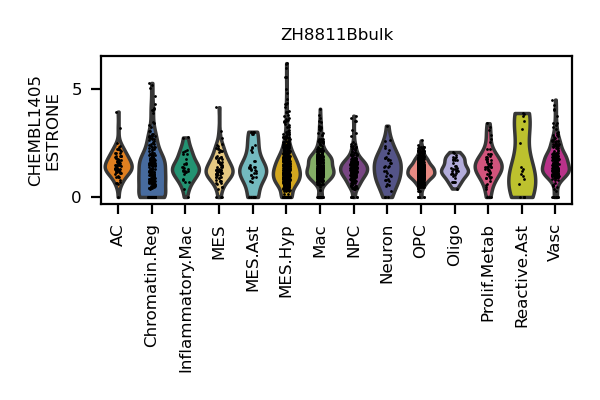 ZH8811Bbulk
CHEMBL1405
ESTRONE
5
0
AC
Chromatin.Reg
Inflammatory.Mac
MES
MES.Ast
MES.Hyp
Mac
NPC
Neuron
OPC
Oligo
Prolif.Metab
Reactive.Ast
Vasc